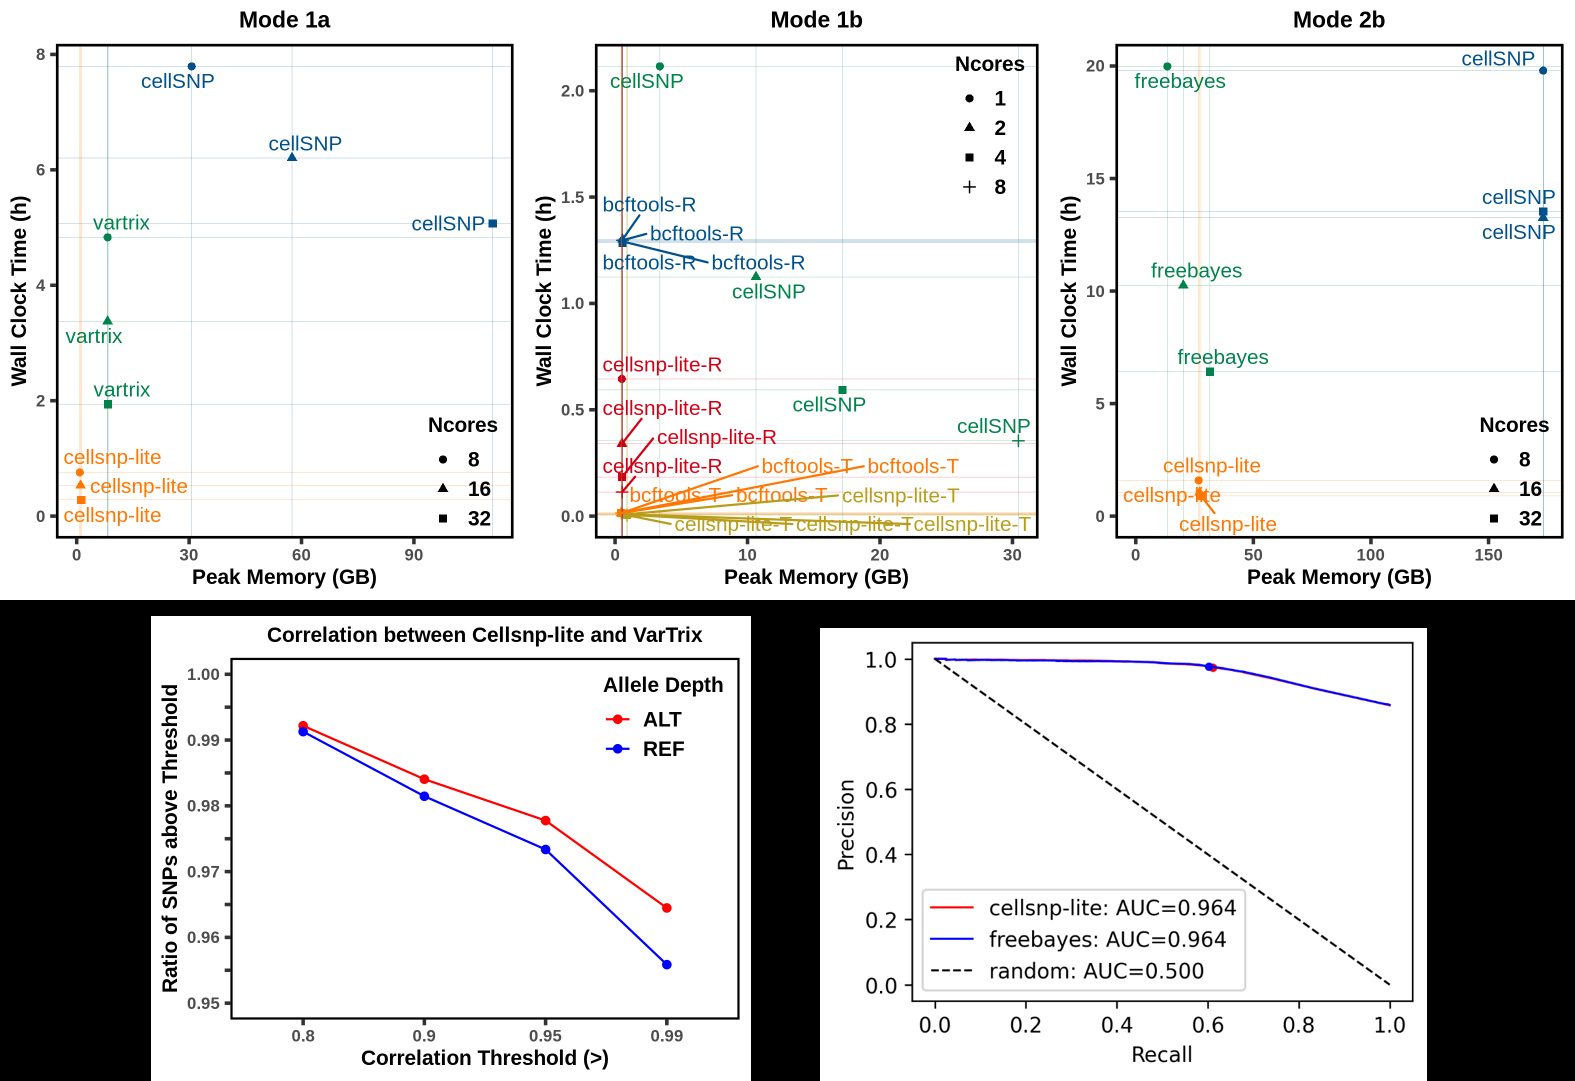 Mode 1a
Wall Clock Time (h)
8
6
4
2
0
cellSNP
cellSNP
cellSNP
vartrix
vartrix
vartrix
cellsnp-lite
cellsnp-lite
cellsnp-lite
Ncores
8
16
32
0 30 60 90
Peak Memory (GB)
Mode 1b
Wall Clock Time (h)
2.0
1.5
1.0
0.5
0.0
cellSNP
Ncores
1
2
4
8
bcftools-R
bcftools-R
bcftools-R bcftools-R
cellSNP
cellsnp-lite-R
cellSNP
cellsnp-lite-R
cellSNP
cellsnp-lite-R
cellsnp-lite-R bcftools-T bcftools-T
bcftools-T bcftools-T cellsnp-lite-T
cellsnp-lite-T cellsnp-lite-T cellsnp-lite-T
0 10 20 30
Peak Memory (GB)
Mode 2b
Wall Clock Time (h)
20
15
10
5
0
cellSNP
freebayes
cellSNP
cellSNP
freebayes
freebayes
cellsnp-lite
cellsnp-lite
cellsnp-lite
Ncores
8
16
32
0 50 100 150
Peak Memory (GB)
Correlation between Cellsnp-lite and VarTrix
Ratio of SNPs above Threshold
1.00
0.99
0.98
0.97
0.96
0.95
Allele Depth
ALT
REF
0.8 0.9 0.95 0.99
Correlation Threshold (>)
Precision
1.0
0.8
0.6
0.4
0.2
0.0
cellsnp-lite: AUC=0.964
freebayes: AUC=0.964
random: AUC=0.500
0.0 0.2 0.4 0.6 0.8 1.0
Recall